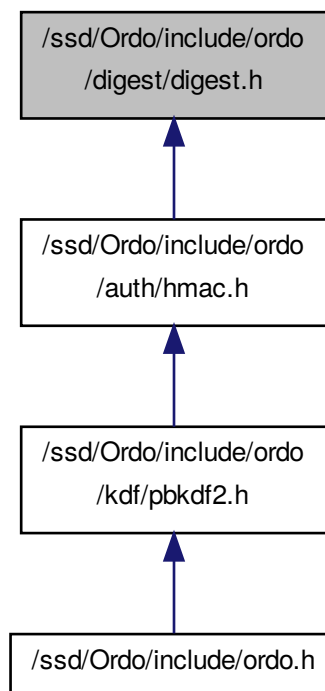 /ssd/Ordo/include/ordo
/digest/digest.h
/ssd/Ordo/include/ordo
/auth/hmac.h
/ssd/Ordo/include/ordo
/kdf/pbkdf2.h
/ssd/Ordo/include/ordo.h